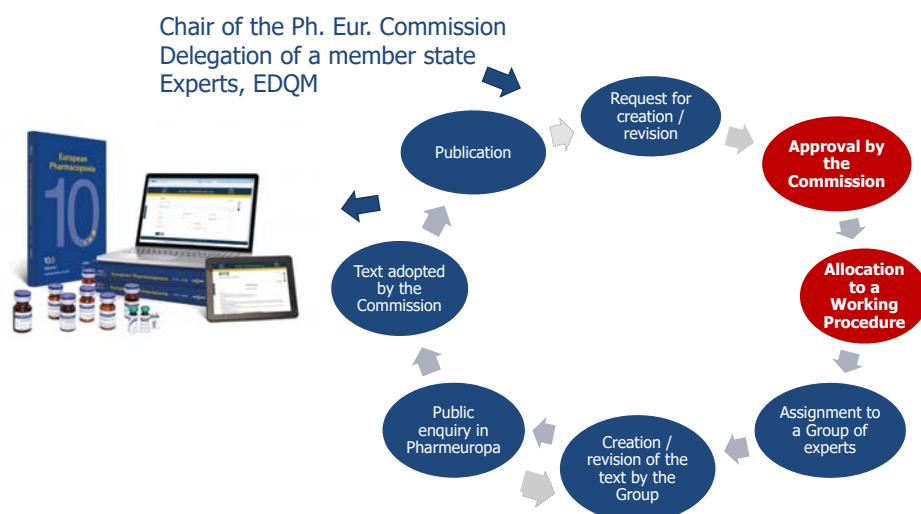 Chair of the Ph. Eur. Commission
Delegation of a member state
Experts, EDQM
Request for
creation /
revision
Publication
Approval by
the
Commission
European
Pharmacopoeia
10
Text adopted
by the
Commission
Allocation
to a
Working
Procedure
Public
enquiry in
Pharmeuropa
Assignment to
a Group of
experts
Creation /
revision of the
text by the
Group